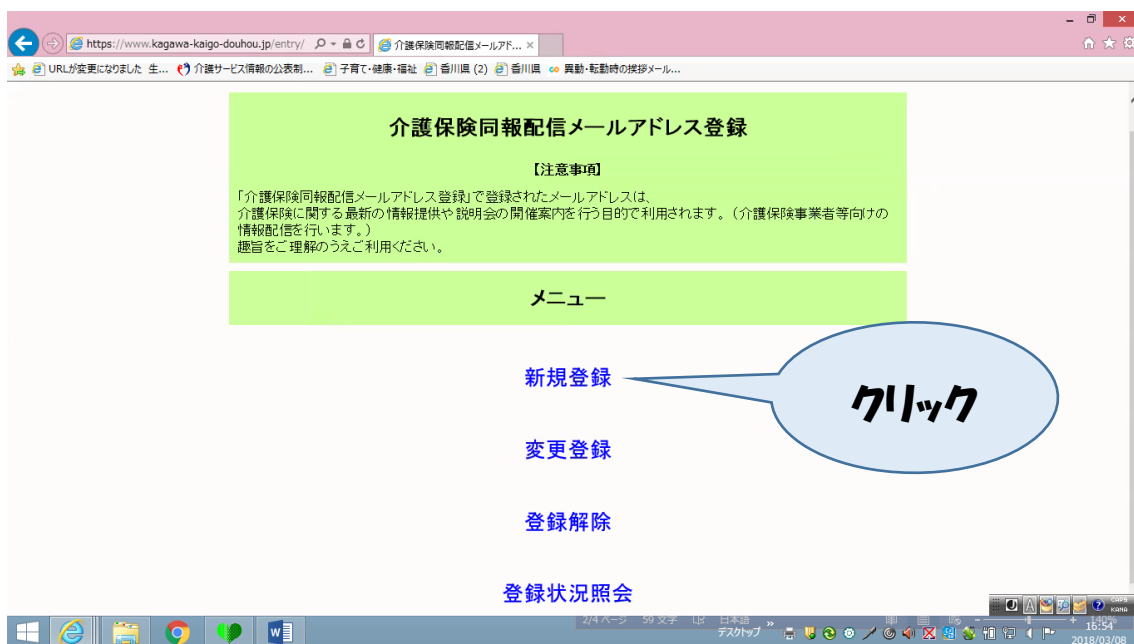 https://www.kagawa-kaigo-douhou.jp/entry/
介護保険同報配信メールアドレ...
URLが変更になりました 生...
介護サービス情報の公表制...
子育て・健康・福祉
香川県 (2)
香川県
異動・転勤時の挨拶メール...
介護保険同報配信メールアドレス登録
【注意事項】
「介護保険同報配信メールアドレス登録」で登録されたメールアドレスは、
介護保険に関する最新の情報提供や説明会の開催案内を行う目的で利用されます。（介護保険事業者等向けの
情報配信を行います。）
趣旨をご理解のうえご利用ください。
メニュー
新規登録
クリック
変更登録
登録解除
登録状況照会
CAPS
KANA
2/4 ページ 59 文字 日本語
140%
デスクトップ
16:54
2018/03/08